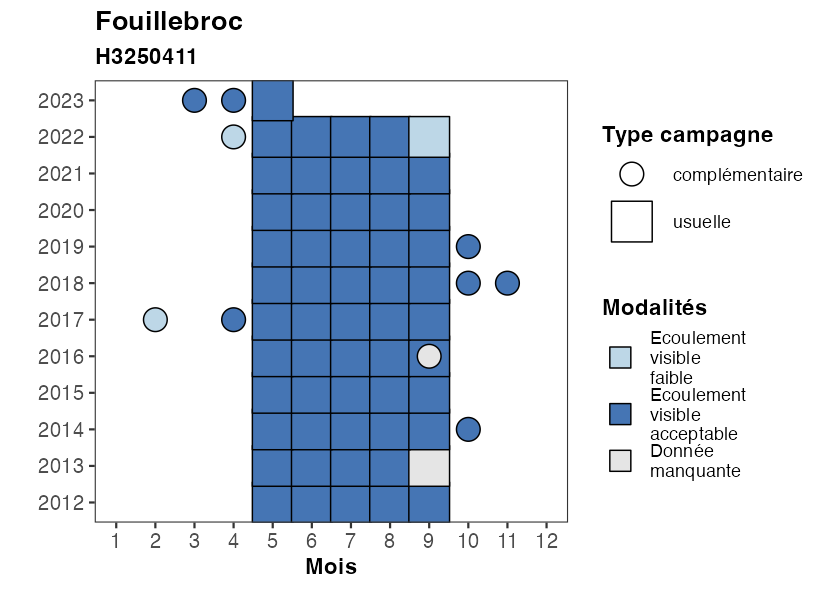 Fouillebroc
H3250411
2023
2022
2021
2020
2019
2018
2017
2016
2015
2014
2013
2012
1 2 3 4 5 6 7 8 9 10 11 12
Mois
Type campagne
complémentaire
usuelle
Modalités
Ecoulement
visible
faible
Ecoulement
visible
acceptable
Donnée
manquante